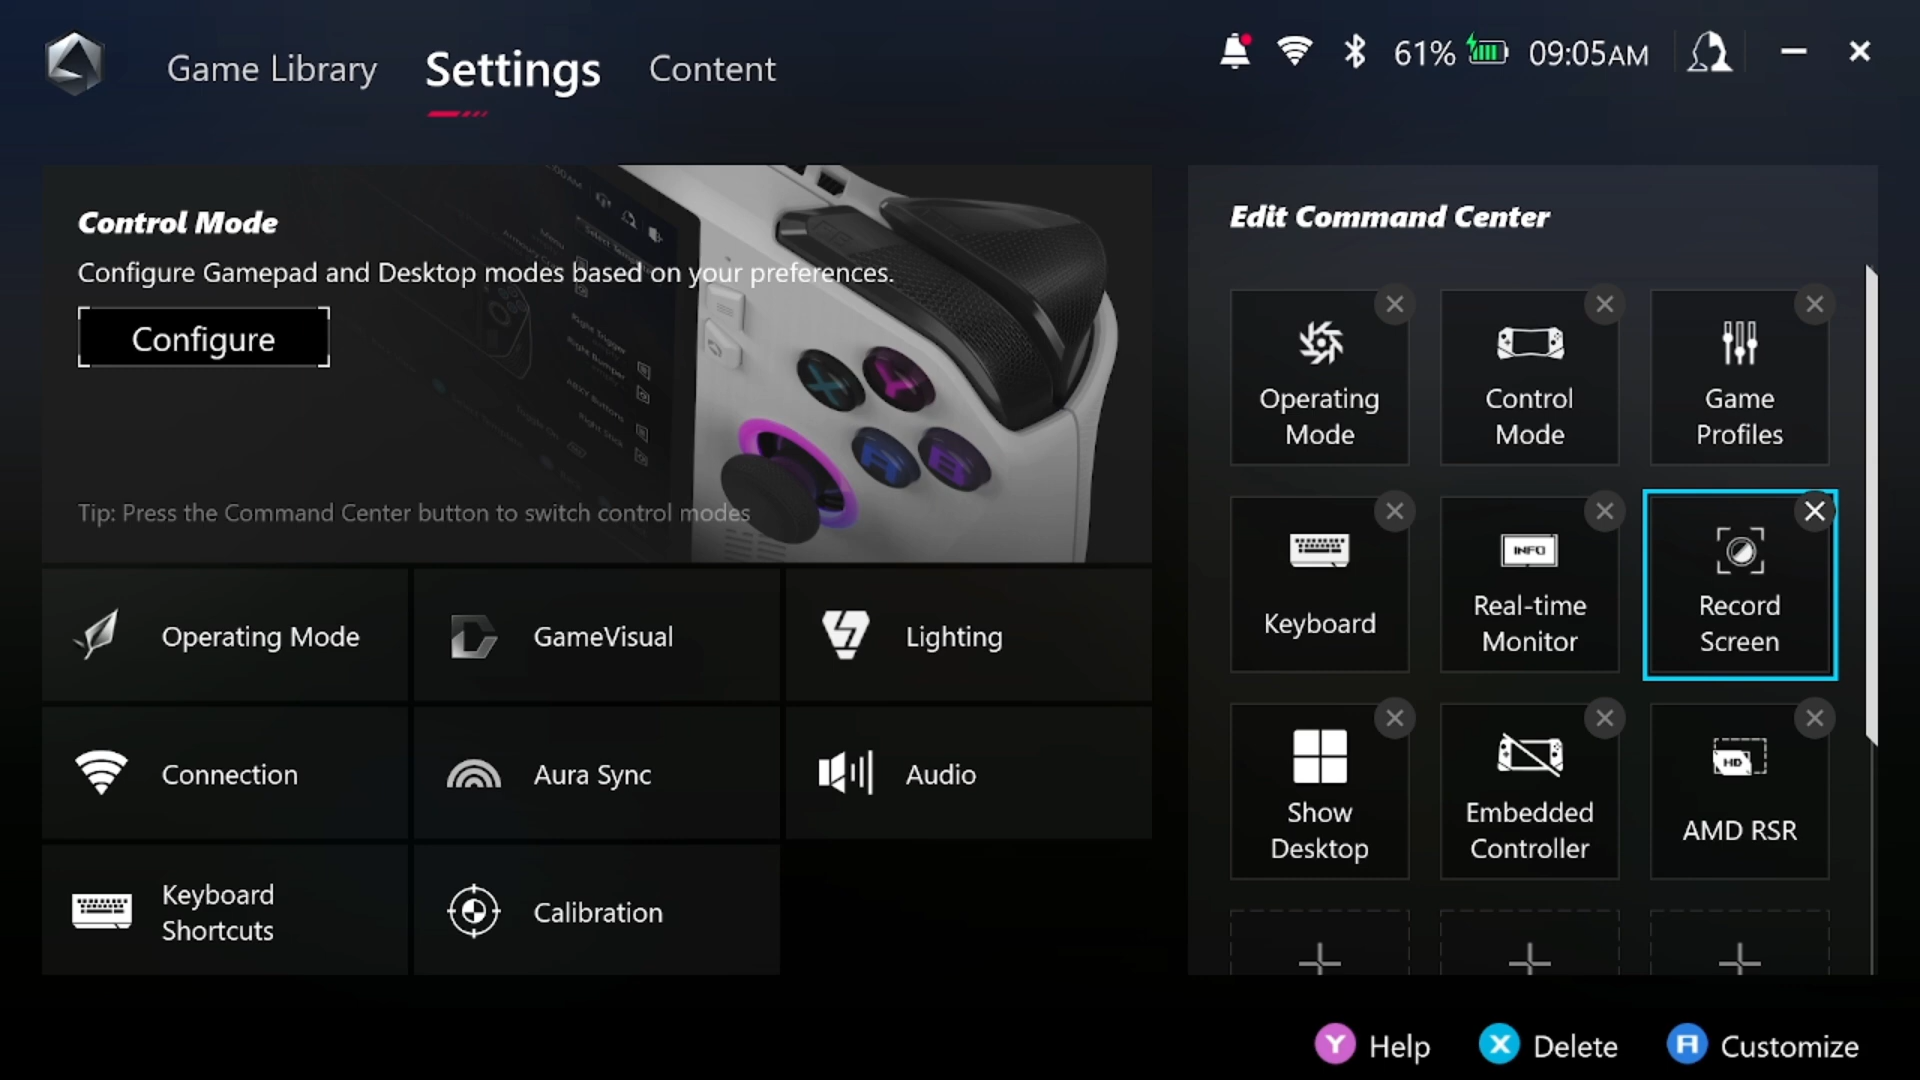 Game Library
Settings
Content
61%
09:05AM
Control Mode
Configure Gamepad and Desktop modes based on your preferences.
Configure
Tip: Press the Command Center button to switch control modes
X
Y
A
B
Operating Mode
GameVisual
Lighting
Connection
Aura Sync
Audio
Keyboard
Shortcuts
Calibration
Edit Command Center
Operating
Mode
Control
Mode
Game
Profiles
Keyboard
INFO
Real-time
Monitor
Record
Screen
Show
Desktop
Embedded
Controller
HD
AMD RSR
Y Help
X Delete
A Customize